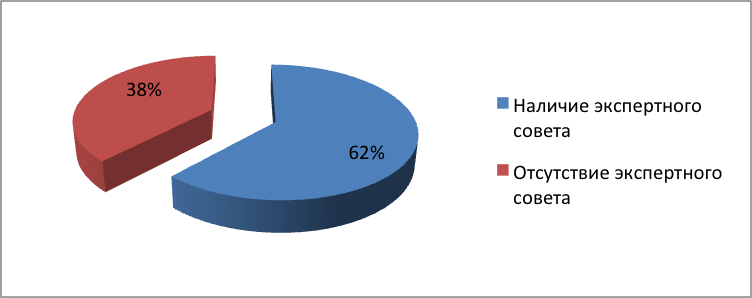 38%
62%
Наличие экспертного
совета
Отсутствие экспертного
совета